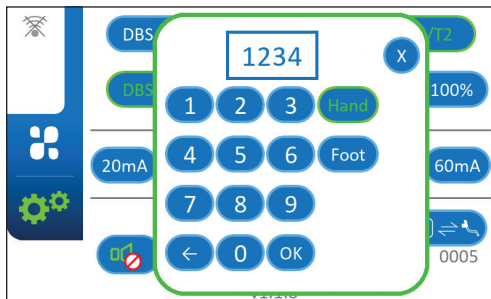 DBS
1234
X
/T2
DBS
100%
1 2 3 Hand
4 5 6 Foot
20mA
60mA
7 8 9
← 0 OK
0005